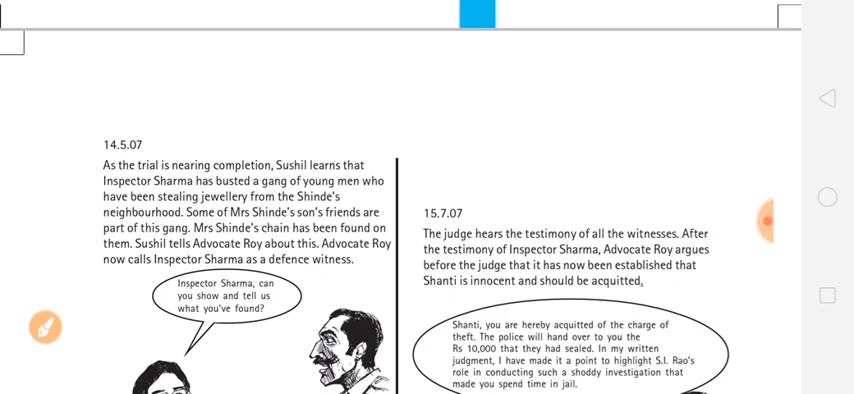 14.5.07
As the trial is nearing completion, Sushil learns that
Inspector Sharma has busted a gang of young men who
have been stealing jewellery from the Shinde's
neighbourhood. Some of Mrs Shinde's son's friends are
part of this gang. Mrs Shinde's chain has been found on
them. Sushil tells Advocate Roy about this. Advocate Roy
now calls Inspector Sharma as a defence witness.
Inspector Sharma, can
you show and tell us
what you've found?
15.7.07
The judge hears the testimony of all the witnesses. After
the testimony of Inspector Sharma, Advocate Roy argues
before the judge that it has now been established that
Shanti is innocent and should be acquitted.
Shanti, you are hereby acquitted of the charge of
theft. The police will hand over to you the
Rs 10,000 that they had sealed. In my written
judgment, I have made it a point to highlight S.I. Rao's
role in conducting such a shoddy investigation that
made you spend time in jail.